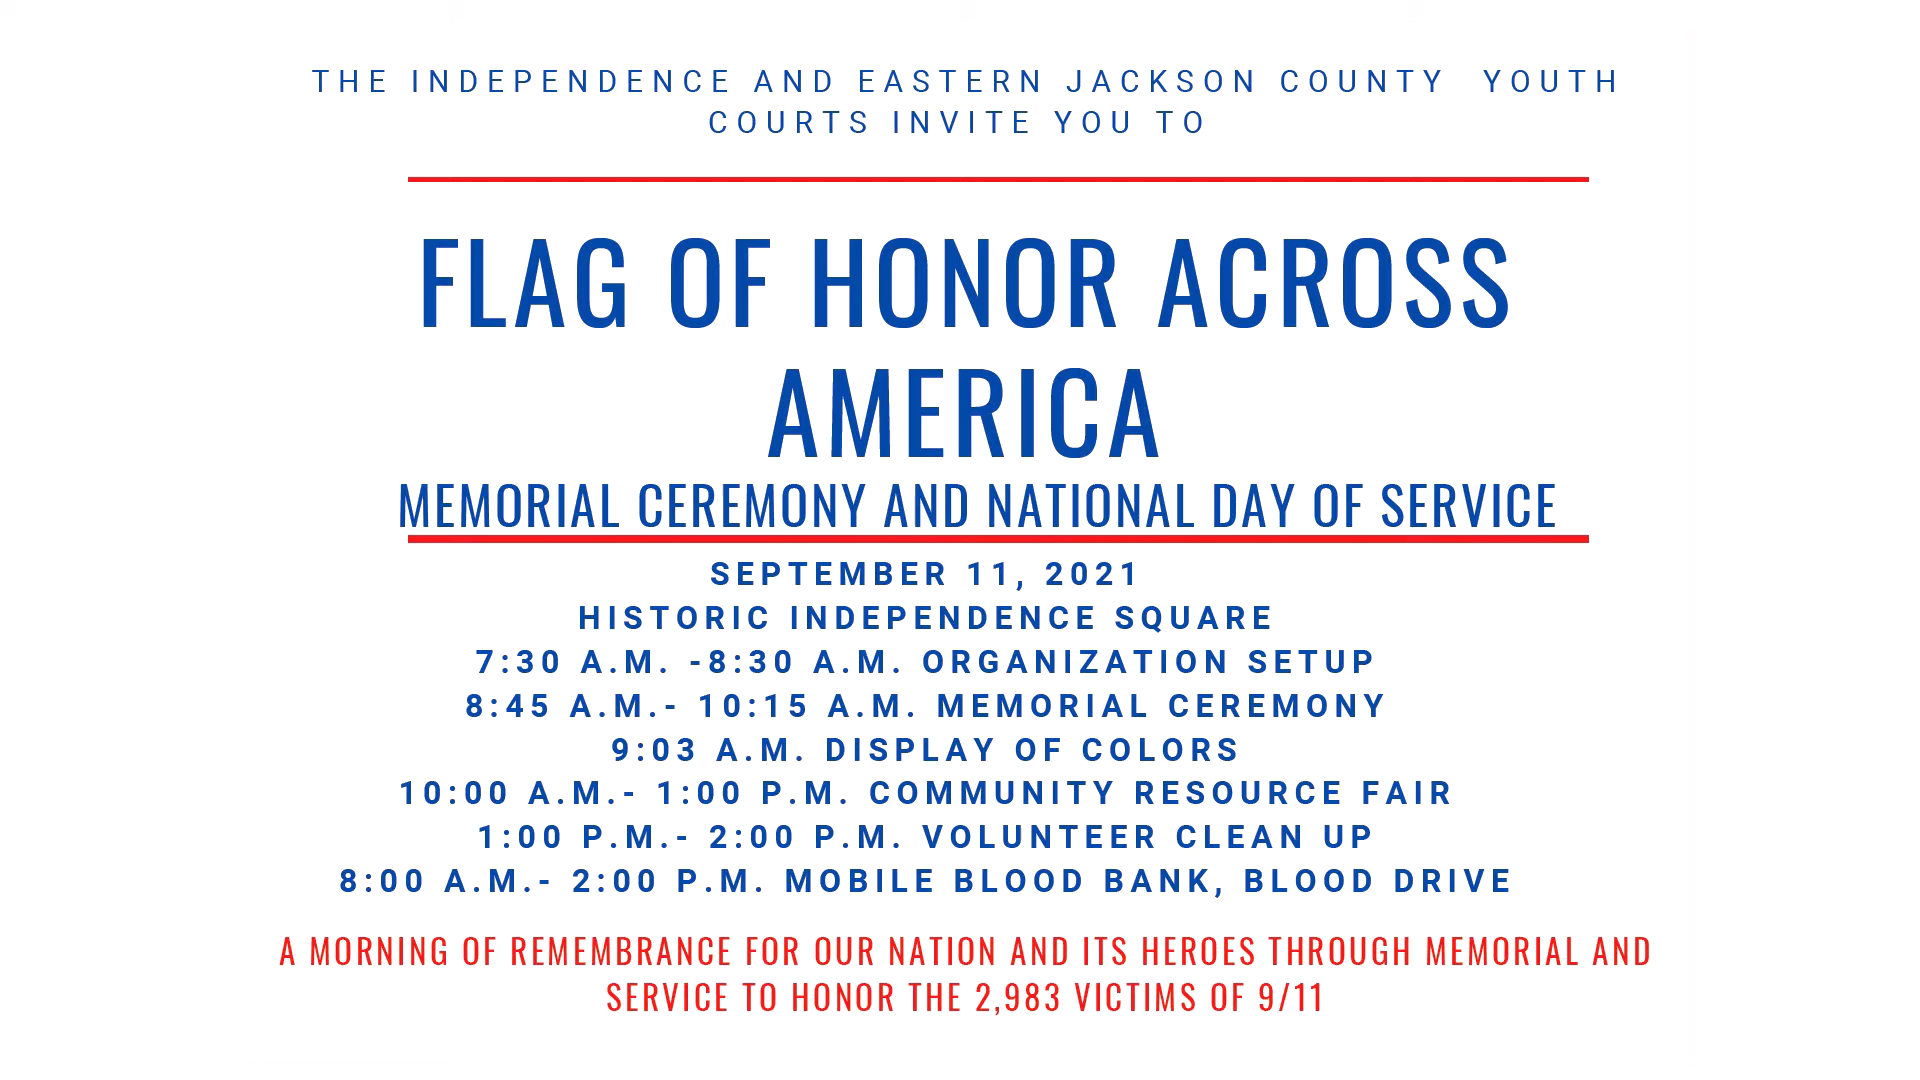 THE INDEPENDENCE AND EASTERN JACKSON COUNTY YOUTH
COURTS INVITE YOU TO
FLAG OF HONOR ACROSS
AMERICA
MEMORIAL CEREMONY AND NATIONAL DAY OF SERVICE
SEPTEMBER 11, 2021
HISTORIC INDEPENDENCE SQUARE
7:30 A.M. -8:30 A.M. ORGANIZATION SETUP
8:45 A.M.- 10:15 A.M. MEMORIAL CEREMONY
9:03 A.M. DISPLAY OF COLORS
10:00 A.M.- 1:00 P.M. COMMUNITY RESOURCE FAIR
1:00 P.M.- 2:00 P.M. VOLUNTEER CLEAN UP
8:00 A.M.- 2:00 P.M. MOBILE BLOOD BANK, BLOOD DRIVE
A MORNING OF REMEMBRANCE FOR OUR NATION AND ITS HEROES THROUGH MEMORIAL AND
SERVICE TO HONOR THE 2,983 VICTIMS OF 9/11